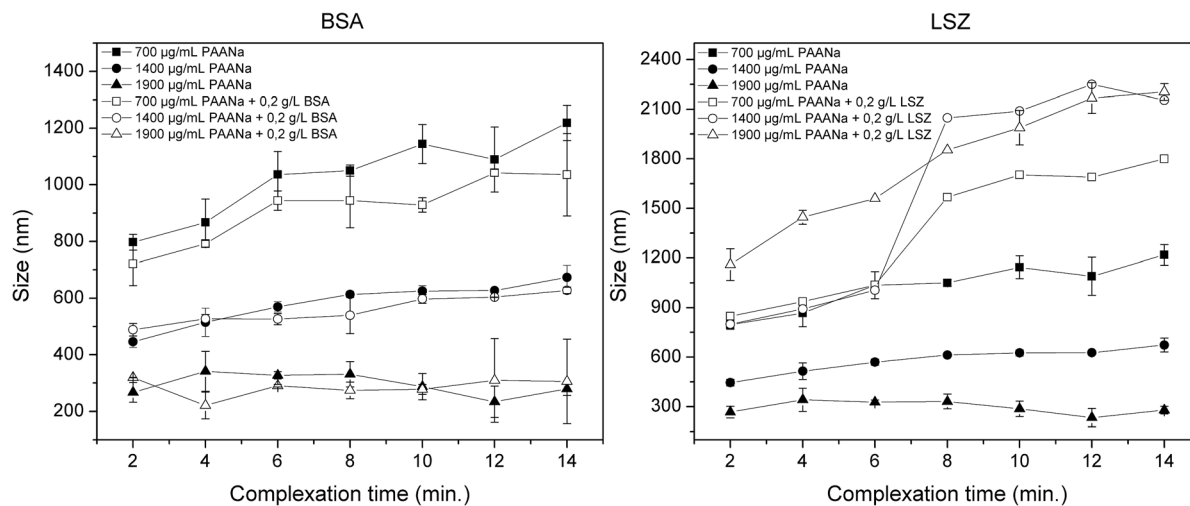 BSA
700 µg/mL PAANa
1400 µg/mL PAANa
1900 µg/mL PAANa
700 µg/mL PAANa + 0,2 g/L BSA
1400 µg/mL PAANa + 0,2 g/L BSA
1900 µg/mL PAANa + 0,2 g/L BSA
1400
1200
1000
800
600
400
200
Size (nm)
2 4 6 8 10 12 14
Complexation time (min.)
LSZ
700 µg/mL PAANa
1400 µg/mL PAANa
1900 µg/mL PAANa
700 µg/mL PAANa + 0,2 g/L LSZ
1400 µg/mL PAANa + 0,2 g/L LSZ
1900 µg/mL PAANa + 0,2 g/L LSZ
2400
2100
1800
1500
1200
900
600
300
Size (nm)
2 4 6 8 10 12 14
Complexation time (min.)